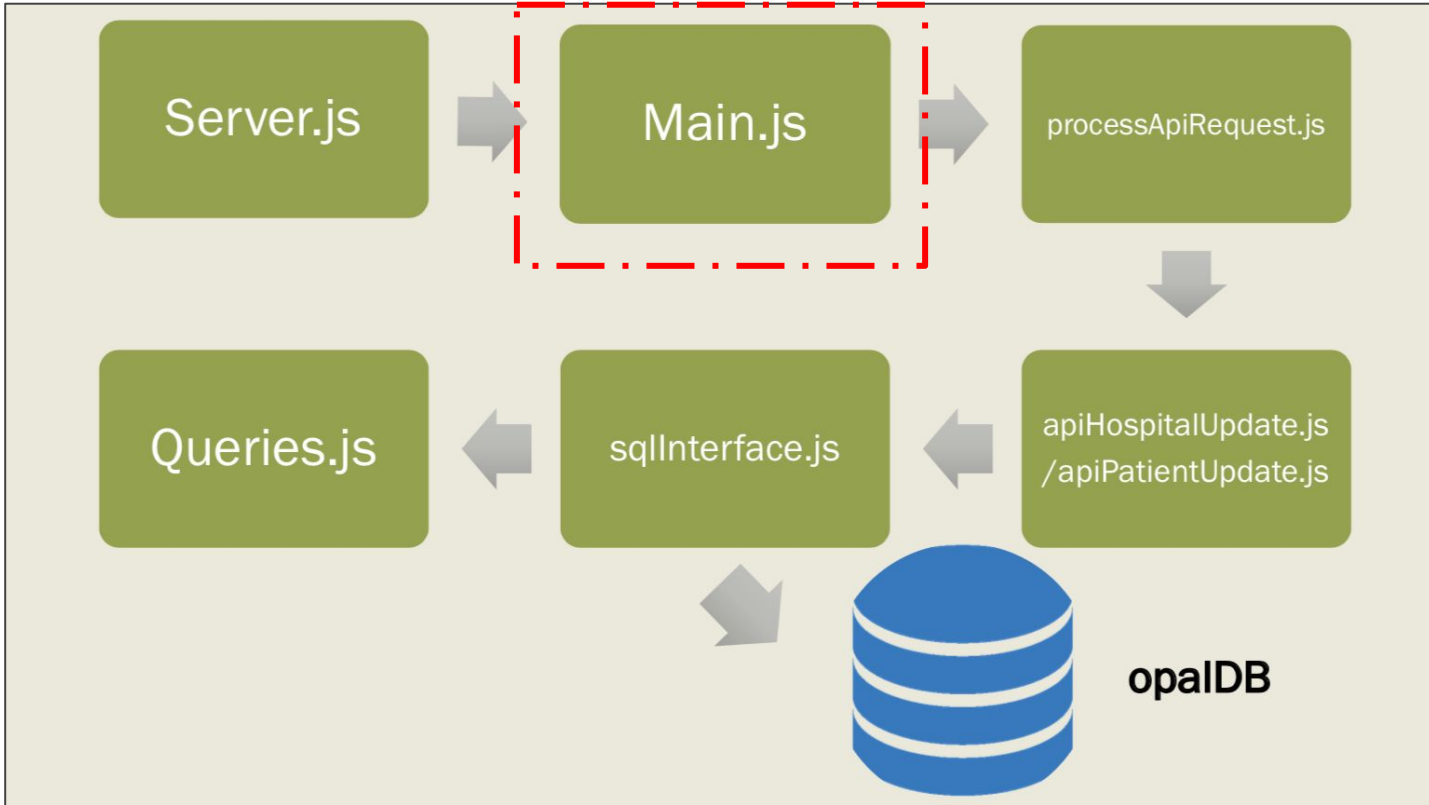 Server.js
Main.js
processApiRequest.js
Queries.js
sqlInterface.js
apiHospitalUpdate.js
/apiPatientUpdate.js
opalDB